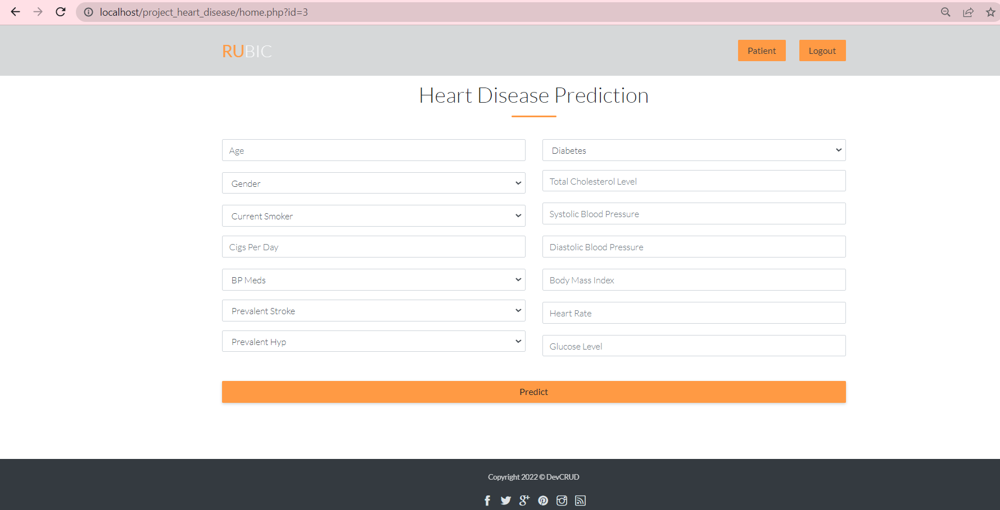 localhost/project_heart_disease/home.php?id=3
RUBIC
Patient
Logout
Heart Disease Prediction
Age
Gender
Current Smoker
Cigs Per Day
BP Meds
Prevalent Stroke
Prevalent Hyp
Diabetes
Total Cholesterol Level
Systolic Blood Pressure
Diastolic Blood Pressure
Body Mass Index
Heart Rate
Glucose Level
Predict
Copyright 2022 © DevCRUD